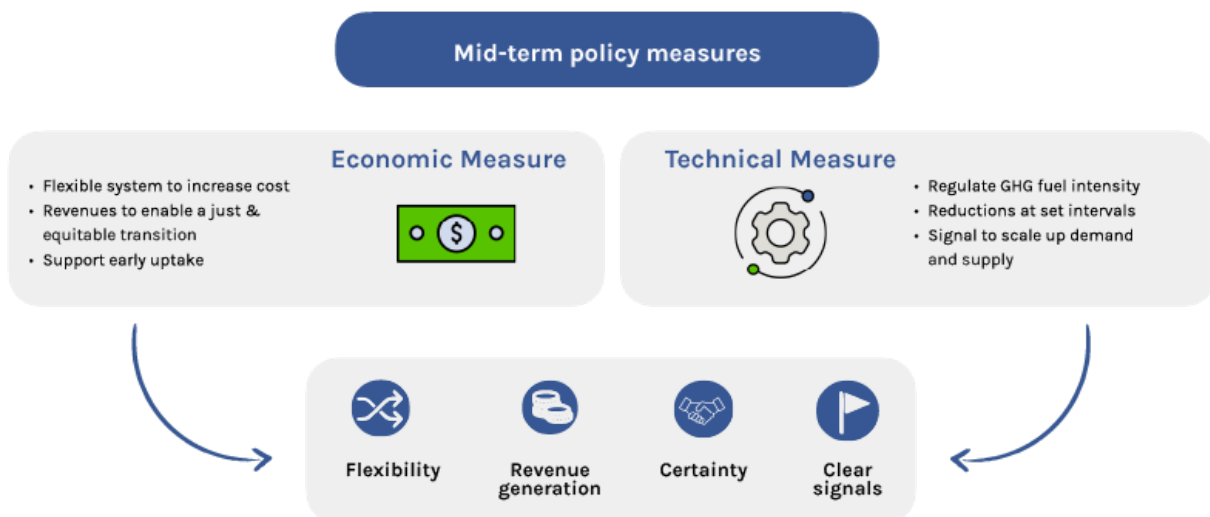 Mid-term policy measures
Economic Measure
• Flexible system to increase cost
• Revenues to enable a just &
equitable transition
• Support early uptake
$
Technical Measure
• Regulate GHG fuel intensity
• Reductions at set intervals
• Signal to scale up demand
and supply
Flexibility
Revenue
generation
Certainty
Clear
signals